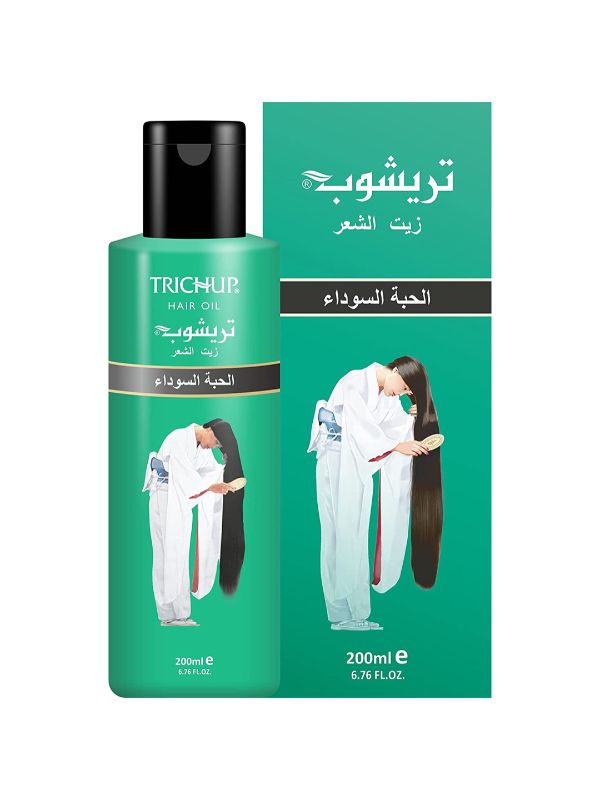 TRICHUP®
HAIR OIL
تريشوب®
زيت الشعر
الحبة السوداء
200ml e
6.76 FL.OZ.
تريشوب®
زيت الشعر
الحبة السوداء
200ml e
6.76 FL.OZ.